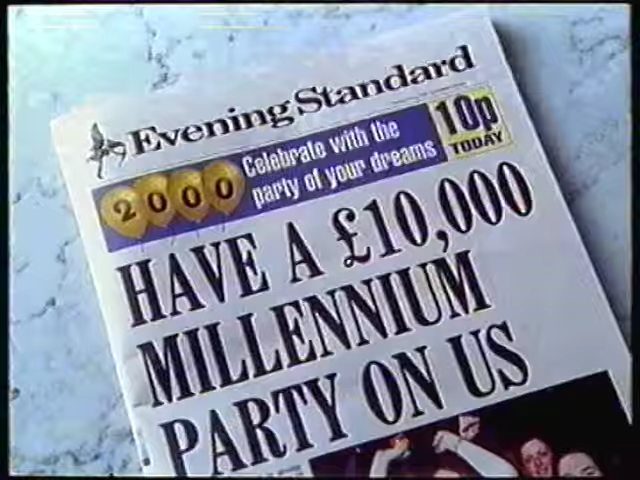 Evening Standard
2000
Celebrate with the
party of your dreams
10p
TODAY
HAVE A £10,000
MILLENNIUM
PARTY ON US